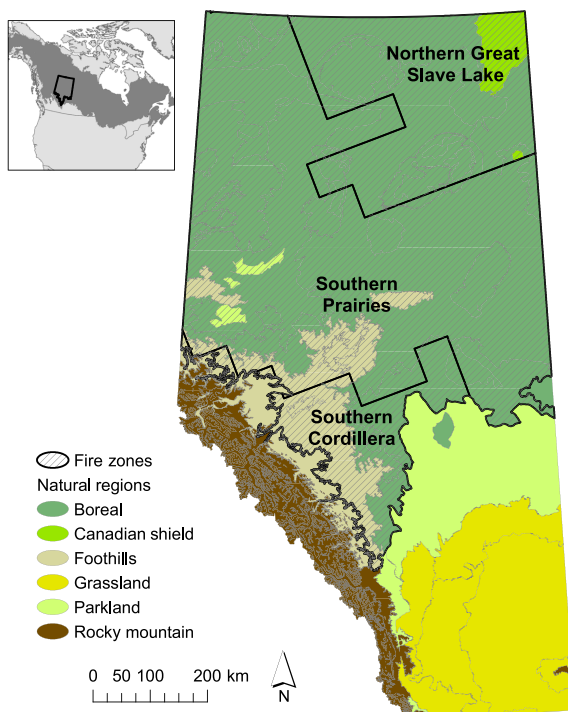 Northern Great
Slave Lake
Southern
Prairies
Southern
Cordillera
Fire zones
Natural regions
Boreal
Canadian shield
Foothills
Grassland
Parkland
Rocky mountain
0 50 100 200 km
N